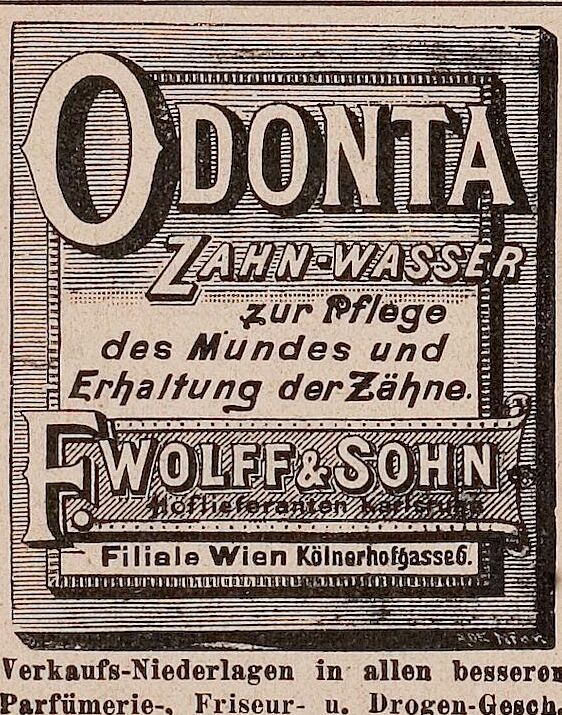 ODONTA
ZAHN-WASSER
zur Pflege
des Mundes und
Erhaltung der Zähne.
F. WOLFF & SOHN
Hoflieferanten Karlsruhe
Filiale Wien Kölnerhofgasse 6.
Verkaufs-Niederlagen in allen besseren
Parfümerie-, Friseur- u. Drogen-Gesch.